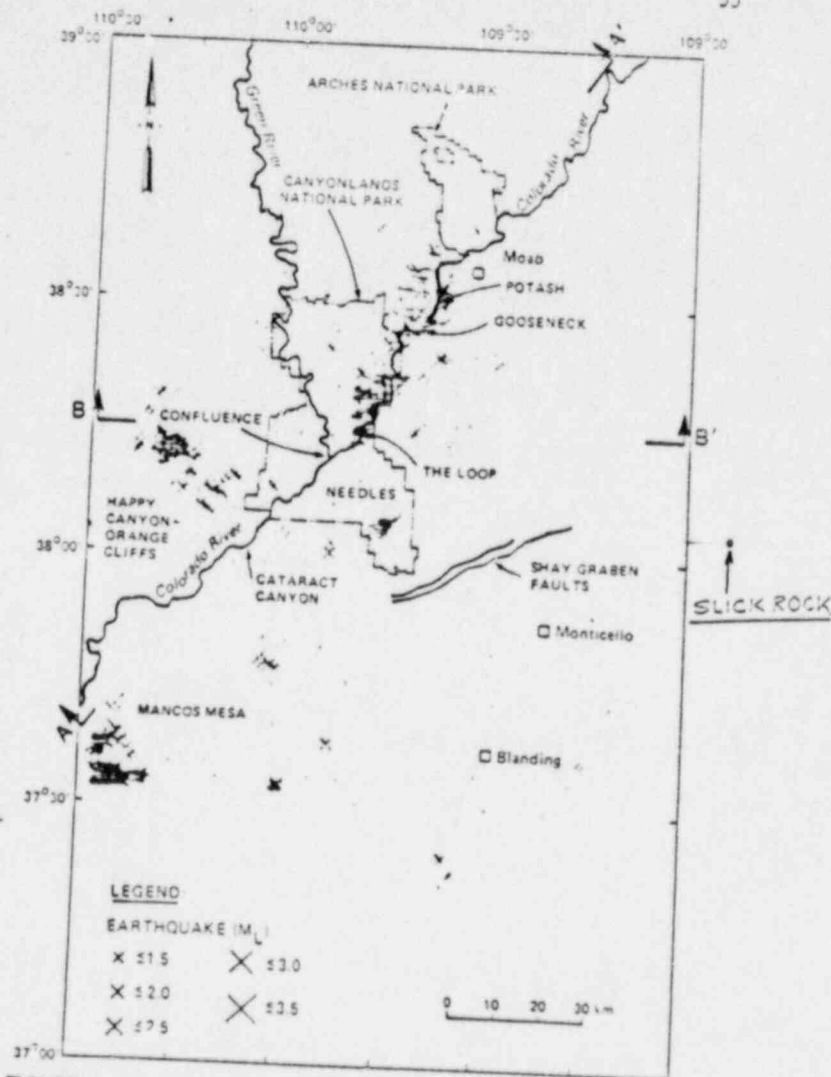 110°30'
110°00'
109°30'
109°00'
39°00'
A'
ARCHES NATIONAL PARK
Green River
Colorado River
CANYONLANDS
NATIONAL PARK
Moab
38°30'
POTASH
GOOSENECK
B
CONFLUENCE
B'
THE LOOP
HAPPY
CANYON-
ORANGE
CLIFFS
NEEDLES
38°00'
Colorado River
CATARACT
CANYON
SHAY GRABEN
FAULTS
SLICK ROCK
Monticello
A
MANCOS MESA
Blanding
37°30'
LEGEND
EARTHQUAKE (M L)
≤1.5
≤3.0
≤2.0
≤3.5
≤2.5
0 10 20 30 km
37°00'